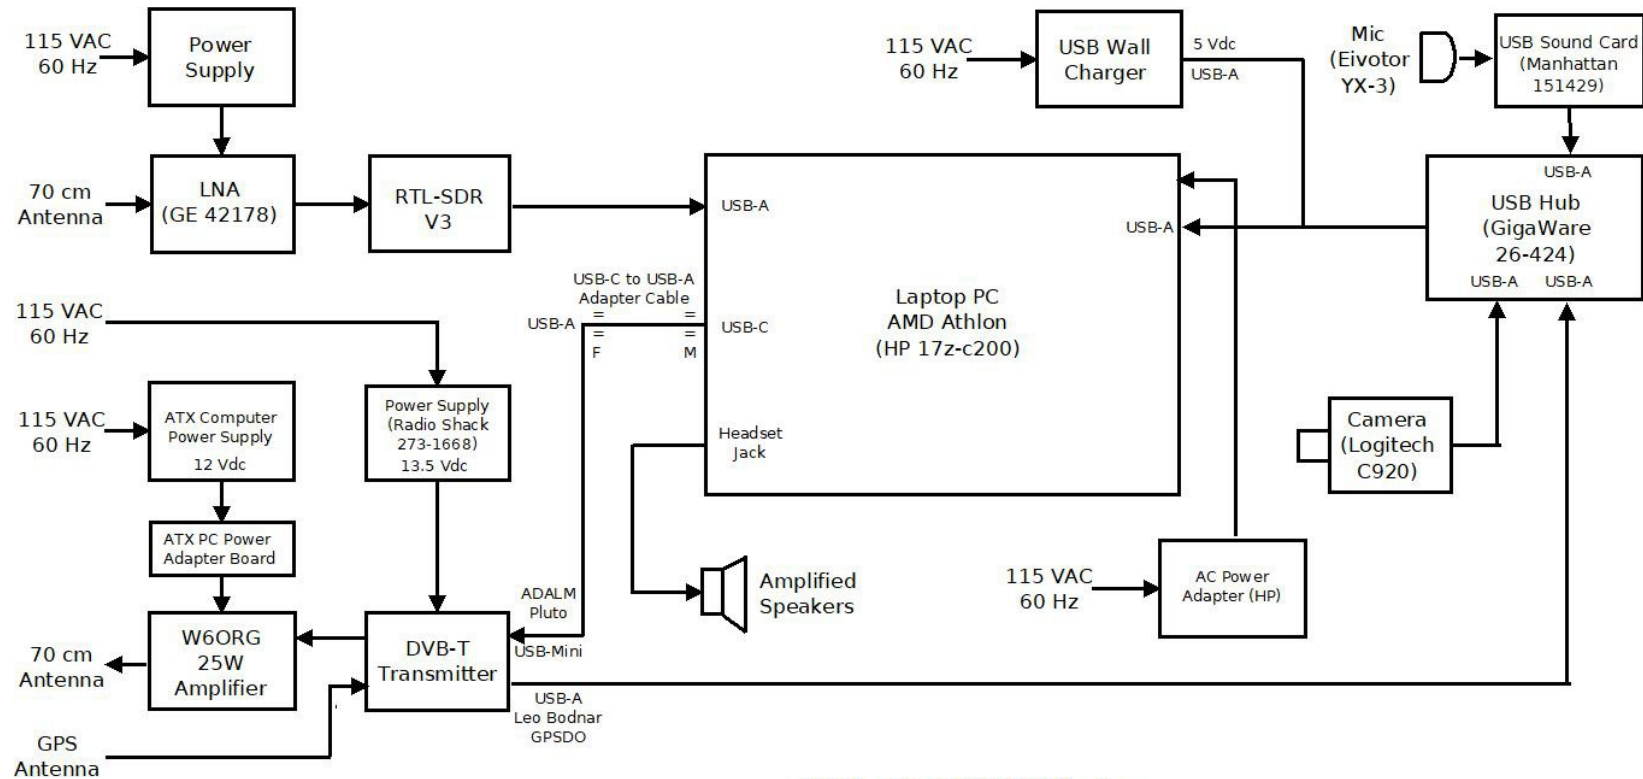 115 VAC
60 Hz
Power
Supply
115 VAC
60 Hz
USB Wall
Charger
5 Vdc
USB-A
Mic
(Eivotor
YX-3)
USB Sound Card
(Manhattan
151429)
70 cm
Antenna
LNA
(GE 42178)
RTL-SDR
V3
USB-A
USB-A
USB-A
USB Hub
(GigaWare
26-424)
USB-A
USB-A
USB-C to USB-A
Adapter Cable
USB-A
=
=
F
=
=
M
USB-C
Laptop PC
AMD Athlon
(HP 17z-c200)
115 VAC
60 Hz
Power Supply
(Radio Shack
273-1668)
13.5 Vdc
115 VAC
60 Hz
ATX Computer
Power Supply
12 Vdc
Headset
Jack
Camera
(Logitech
C920)
ATX PC Power
Adapter Board
Amplified
Speakers
115 VAC
60 Hz
AC Power
Adapter (HP)
ADALM
Pluto
USB-Mini
70 cm
Antenna
W6ORG
25W
Amplifier
DVB-T
Transmitter
USB-A
Leo Bodnar
GPSDO
GPS
Antenna